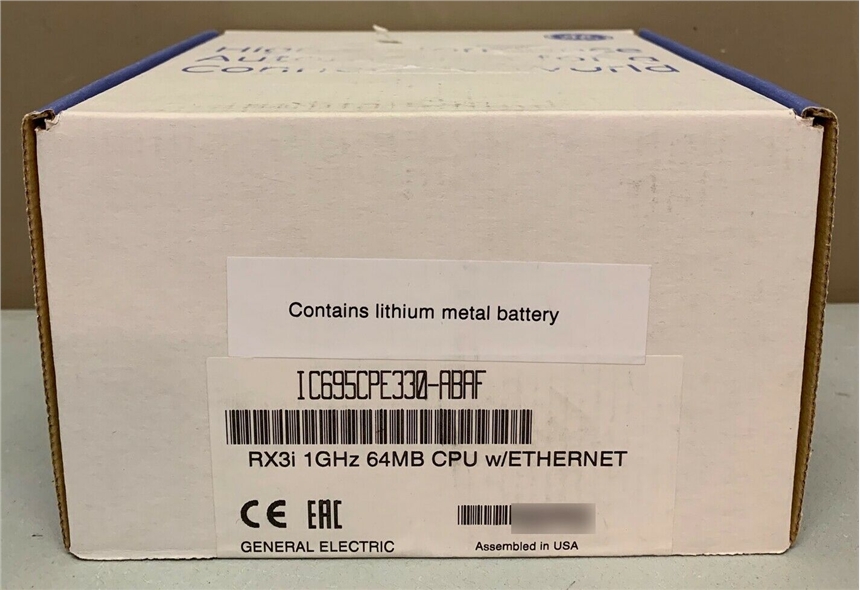 Contains lithium metal battery
IC695CPE330-ABAF
RX3i 1GHz 64MB CPU w/ETHERNET
CE EAC
GENERAL ELECTRIC
Assembled in USA